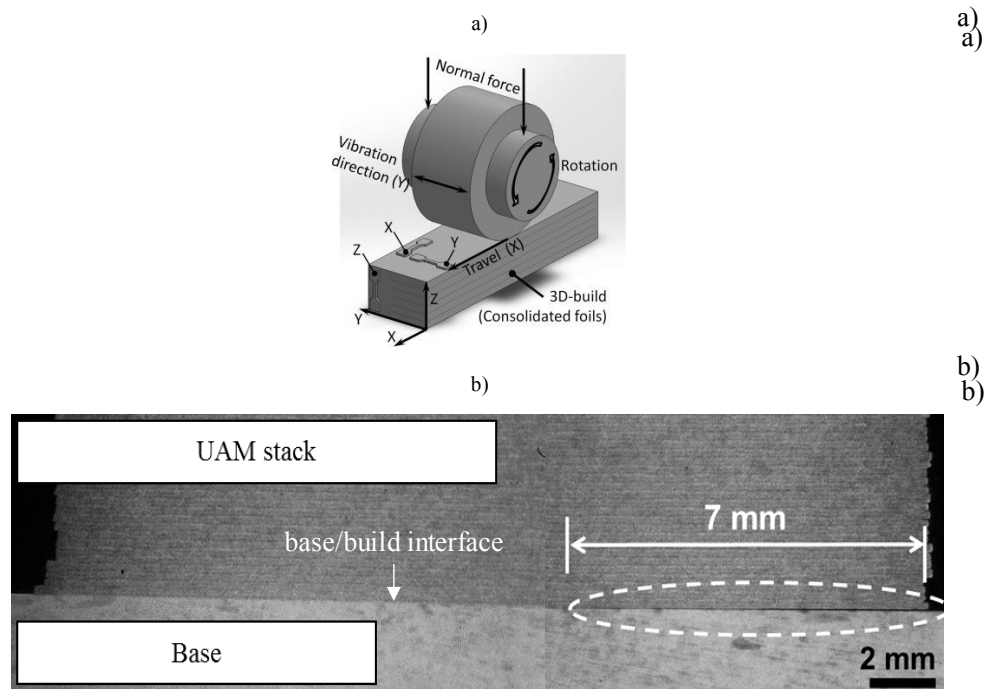 a)
a)
a)
Normal force
Vibration
direction (Y)
Rotation
X
Y
Z
Travel (X)
Z
3D-build
(Consolidated foils)
Y
X
b)
b)
b)
UAM stack
7 mm
base/build interface
Base
2 mm